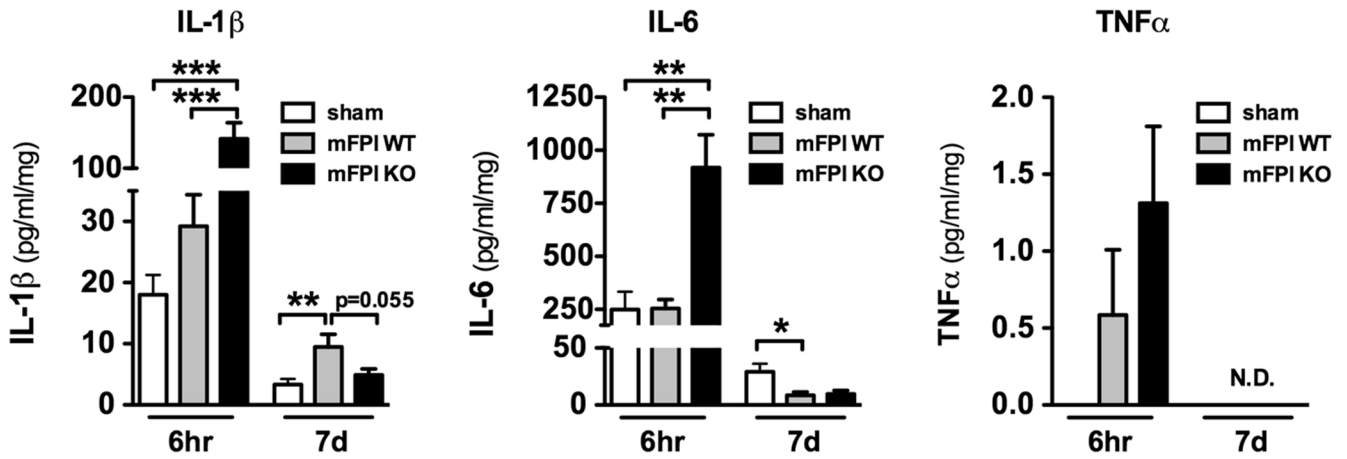 IL-1β
IL-1β (pg/ml/mg)
200
100
30
20
10
0
***
***
**
p=0.055
sham
mFPI WT
mFPI KO
6hr
7d
IL-6
IL-6 (pg/ml/mg)
1250
1000
750
500
250
50
0
**
**
*
sham
mFPI WT
mFPI KO
6hr
7d
TNFα
TNFα (pg/ml/mg)
2.0
1.5
1.0
0.5
0.0
sham
mFPI WT
mFPI KO
N.D.
6hr
7d